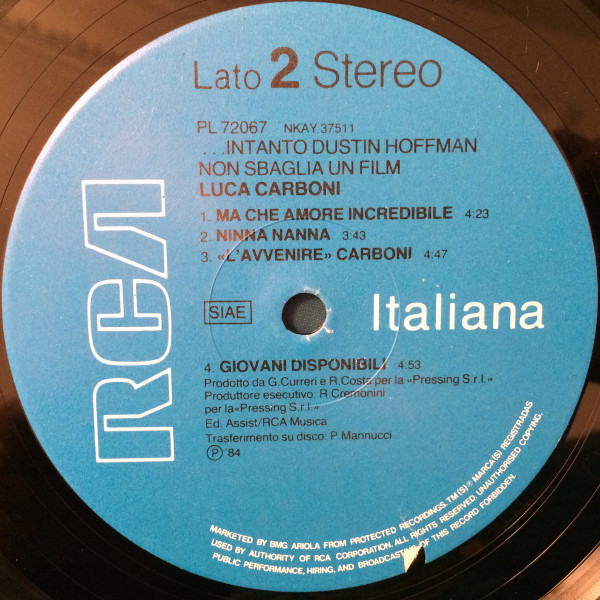 Lato 2 Stereo
PL 72067 NKAY 37511
...INTANTO DUSTIN HOFFMAN
NON SBAGLIA UN FILM
LUCA CARBONI
1. MA CHE AMORE INCREDIBILE 4:23
2. NINNA NANNA 3:43
3. «L'AVVENIRE» CARBONI 4:47
RCA
SIAE
Italiana
4. GIOVANI DISPONIBILI 4:53
Prodotto da G.Curreri e R.Costa per la «Pressing S.r.l.»
Produttore esecutivo: R.Cremonini
per la «Pressing S.r.l.»
Ed. Assist/RCA Musica
Trasferimento su disco: P.Mannucci
Ⓟ '84
MARKETED BY BMG ARIOLA FROM PROTECTED RECORDINGS. TM(S)® MARCA(S) REGISTRADAS
USED BY AUTHORITY OF RCA CORPORATION. ALL RIGHTS RESERVED. UNAUTHORISED COPYING,
PUBLIC PERFORMANCE, HIRING, AND BROADCASTING OF THIS RECORD FORBIDDEN.